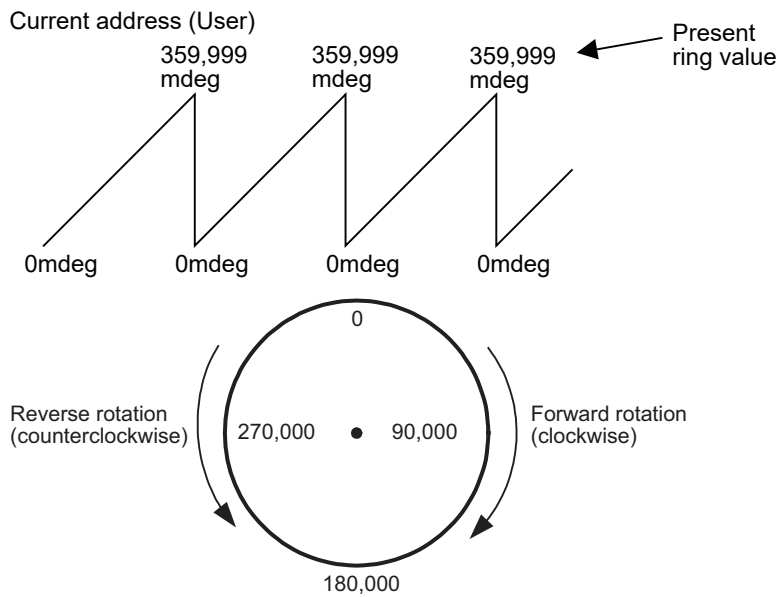 Current address (User)
359,999
mdeg
359,999
mdeg
359,999
mdeg
Present
ring value
0mdeg
0mdeg
0mdeg
0mdeg
0
Reverse rotation
(counterclockwise)
270,000
90,000
Forward rotation
(clockwise)
180,000